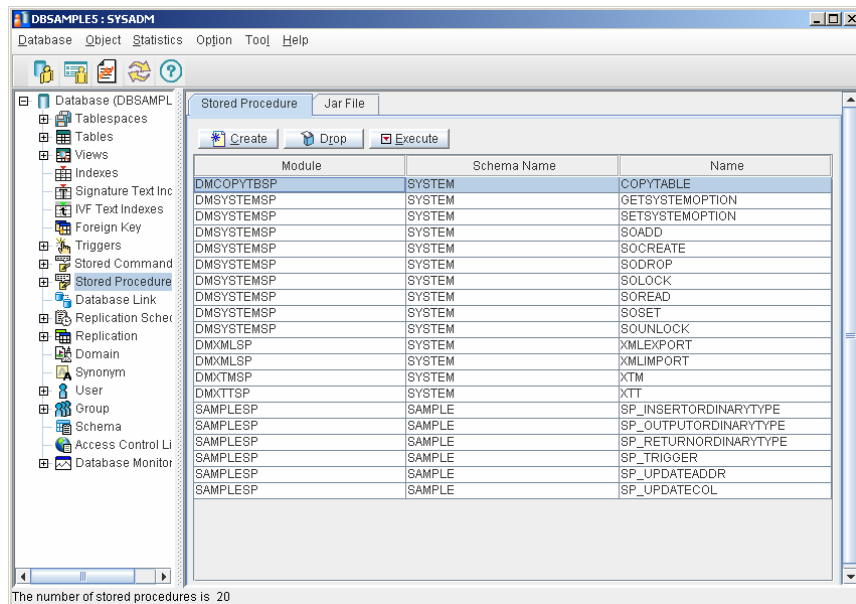 DBSAMPLE5 : SYSADM
Database Object Statistics Option Tool Help
Database (DBSAMPL
Tablespaces
Tables
Views
Indexes
Signature Text Inc
IVF Text Indexes
Foreign Key
Triggers
Stored Command
Stored Procedure
Database Link
Replication Sched
Replication
Domain
Synonym
User
Group
Schema
Access Control Li
Database Monitor
Stored Procedure Jar File
Create Drop Execute
Module Schema Name Name
DMCOPYTBSP SYSTEM COPYTABLE
DMSYSTEMSP SYSTEM GETSYSTEMOPTION
DMSYSTEMSP SYSTEM SETSYSTEMOPTION
DMSYSTEMSP SYSTEM SOADD
DMSYSTEMSP SYSTEM SOCREATE
DMSYSTEMSP SYSTEM SODROP
DMSYSTEMSP SYSTEM SOLOCK
DMSYSTEMSP SYSTEM SOREAD
DMSYSTEMSP SYSTEM SOSET
DMSYSTEMSP SYSTEM SOUNLOCK
DMXMLSP SYSTEM XMLEXPORT
DMXMLSP SYSTEM XMLIMPORT
DMXTMSP SYSTEM XTM
DMXTTSP SYSTEM XTT
SAMPLESP SAMPLE SP_INSERTORDINARYTYPE
SAMPLESP SAMPLE SP_OUTPUTORDINARYTYPE
SAMPLESP SAMPLE SP_RETURNORDINARYTYPE
SAMPLESP SAMPLE SP_TRIGGER
SAMPLESP SAMPLE SP_UPDATEADDR
SAMPLESP SAMPLE SP_UPDATECOL
The number of stored procedures is 20